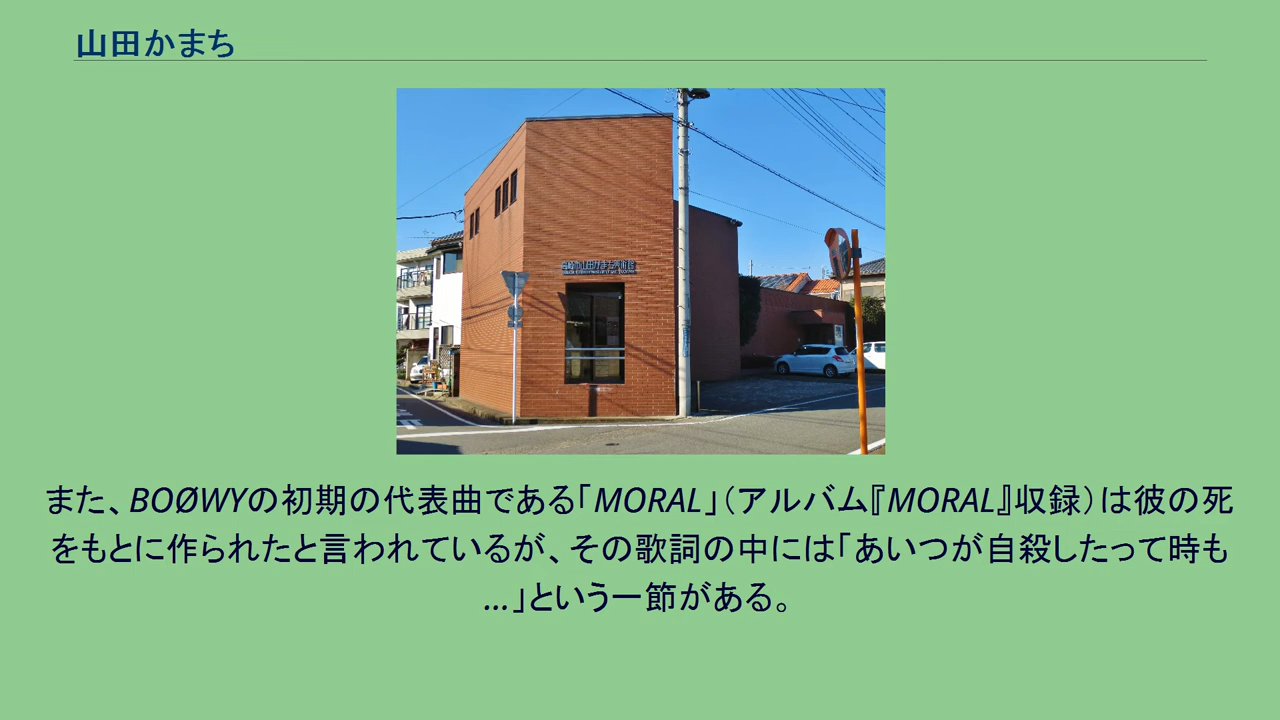 山田かまち
また、BOØWYの初期の代表曲である「MORAL」（アルバム『MORAL』収録）は彼の死
をもとに作られたと言われているが、その歌詞の中には「あいつが自殺したって時も
…」という一節がある。